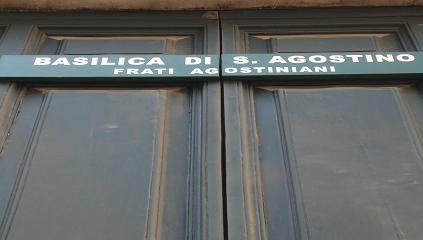 BASILICA DI S. AGOSTINO
FRATI AGOSTINIANI